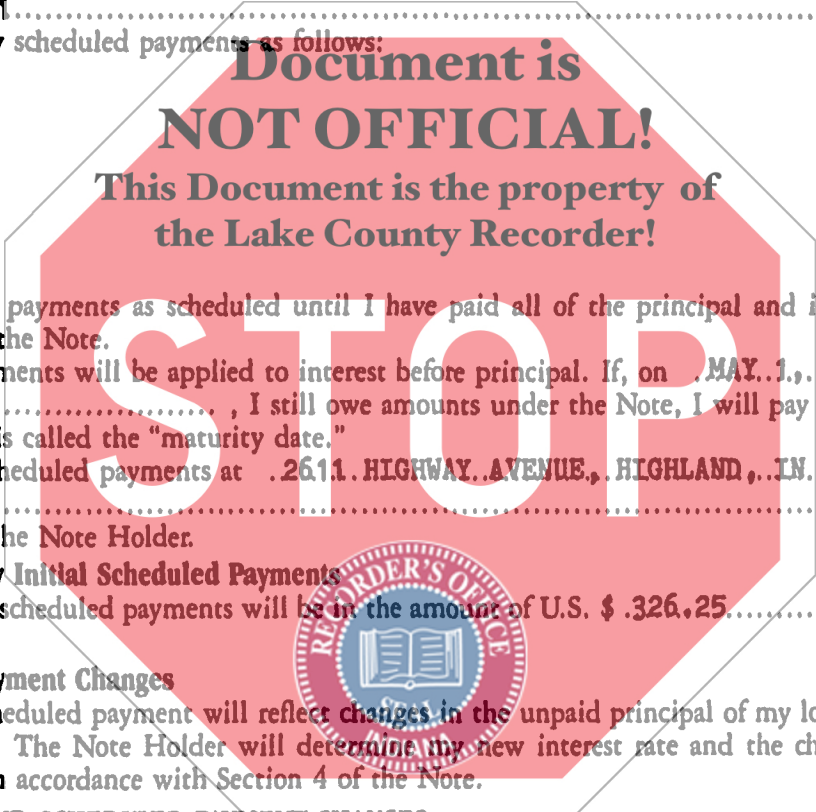 scheduled payments as follows:
Document is
NOT OFFICIAL!
This Document is the property of
the Lake County Recorder!
payments as scheduled until I have paid all of the principal and i
the Note.
ments will be applied to interest before principal. If, on . MAY 1,.
...................... , I still owe amounts under the Note, I will pay
is called the "maturity date."
heduled payments at .2611 HIGHWAY AVENUE, HIGHLAND, IN
STOP
he Note Holder.
Initial Scheduled Payments
scheduled payments will be in the amount of U.S. $ .326.25..........
RECORDER'S OFFICE
yment Changes
heduled payment will reflect changes in the unpaid principal of my lo
The Note Holder will determine my new interest rate and the ch
accordance with Section 4 of the Note.